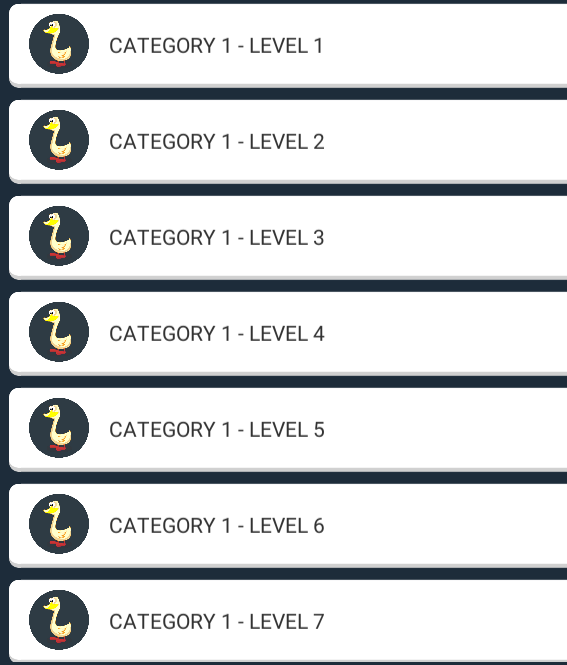 CATEGORY 1 - LEVEL 1
CATEGORY 1 - LEVEL 2
CATEGORY 1 - LEVEL 3
CATEGORY 1 - LEVEL 4
CATEGORY 1 - LEVEL 5
CATEGORY 1 - LEVEL 6
CATEGORY 1 - LEVEL 7